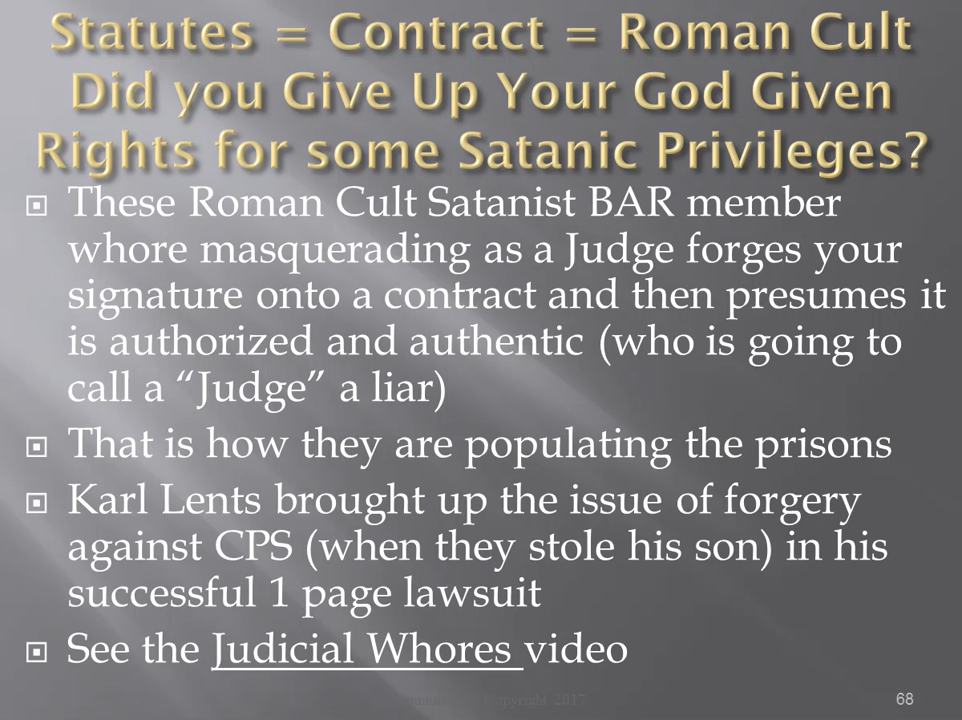 Statutes = Contract = Roman Cult
Did you Give Up Your God Given
Rights for some Satanic Privileges?
These Roman Cult Satanist BAR member
whore masquerading as a Judge forges your
signature onto a contract and then presumes it
is authorized and authentic (who is going to
call a “Judge” a liar)
That is how they are populating the prisons
Karl Lents brought up the issue of forgery
against CPS (when they stole his son) in his
successful 1 page lawsuit
See the Judicial Whores video
Copyright 2017
68